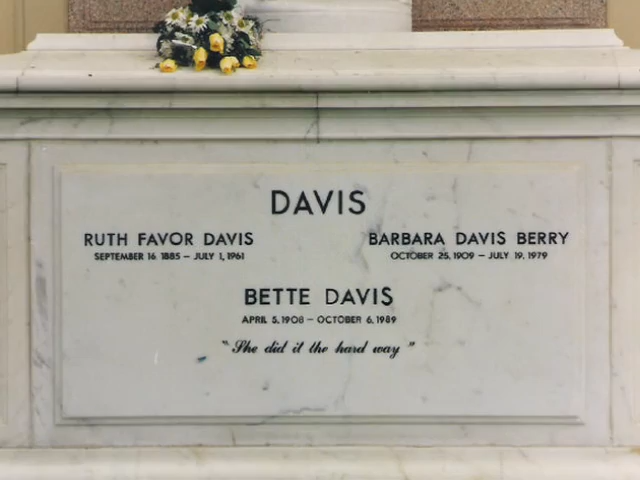 DAVIS
RUTH FAVOR DAVIS
SEPTEMBER 16 1885 – JULY 1, 1961
BARBARA DAVIS BERRY
OCTOBER 25, 1909 – JULY 19, 1979
BETTE DAVIS
APRIL 5, 1908 – OCTOBER 6, 1989
"She did it the hard way"